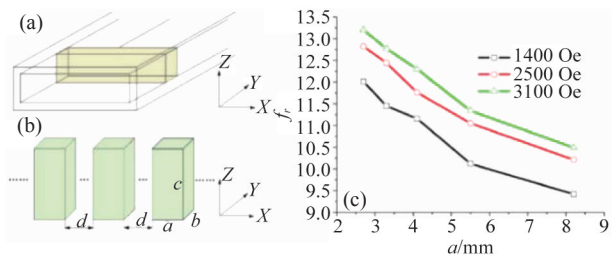 (a)
Z
Y
X
(b)
c
d
d
a
b
Z
Y
X
13.5
13.0
12.5
12.0
11.5
11.0
10.5
10.0
9.5
9.0
f_r
1400 Oe
2500 Oe
3100 Oe
(c)
2 3 4 5 6 7 8 9
a/mm